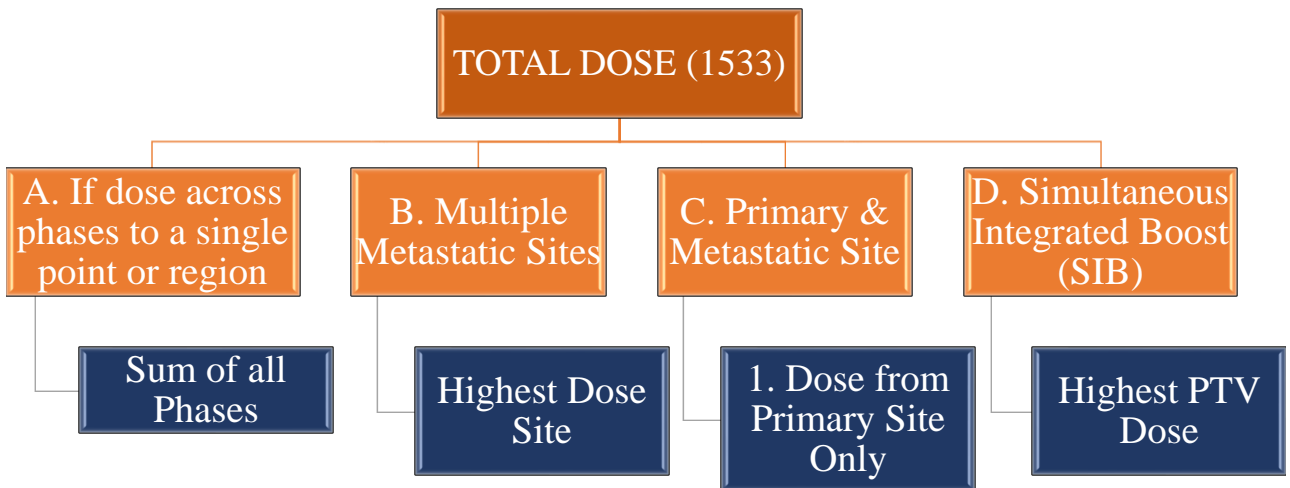 TOTAL DOSE (1533)
A. If dose across
phases to a single
point or region
B. Multiple
Metastatic Sites
C. Primary &
Metastatic Site
D. Simultaneous
Integrated Boost
(SIB)
Sum of all
Phases
Highest Dose
Site
1. Dose from
Primary Site
Only
Highest PTV
Dose